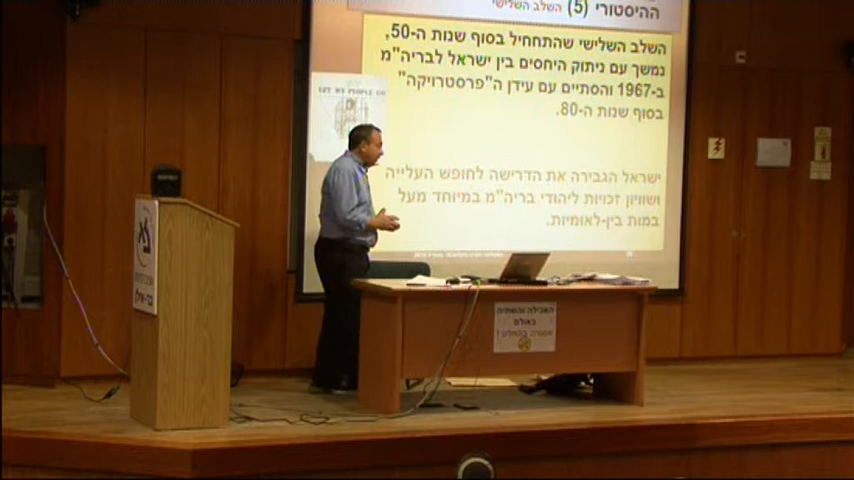 ההיסטורי (5) השלב השלישי
השלב השלישי שהתחיל בסוף שנות ה-50,
נמשך עם ניתוק היחסים בין ישראל לבריה"מ
ב-1967 והסתיים עם עידן ה"פרסטרויקה"
בסוף שנות ה-80.
LET MY PEOPLE GO
ישראל הגבירה את הדרישה לחופש העלייה
ושוויון זכויות ליהודי בריה"מ במיוחד מעל
במות בין-לאומיות.
בר-אילן
האכילה והשתיה
באולם
אסורה בהחלט !